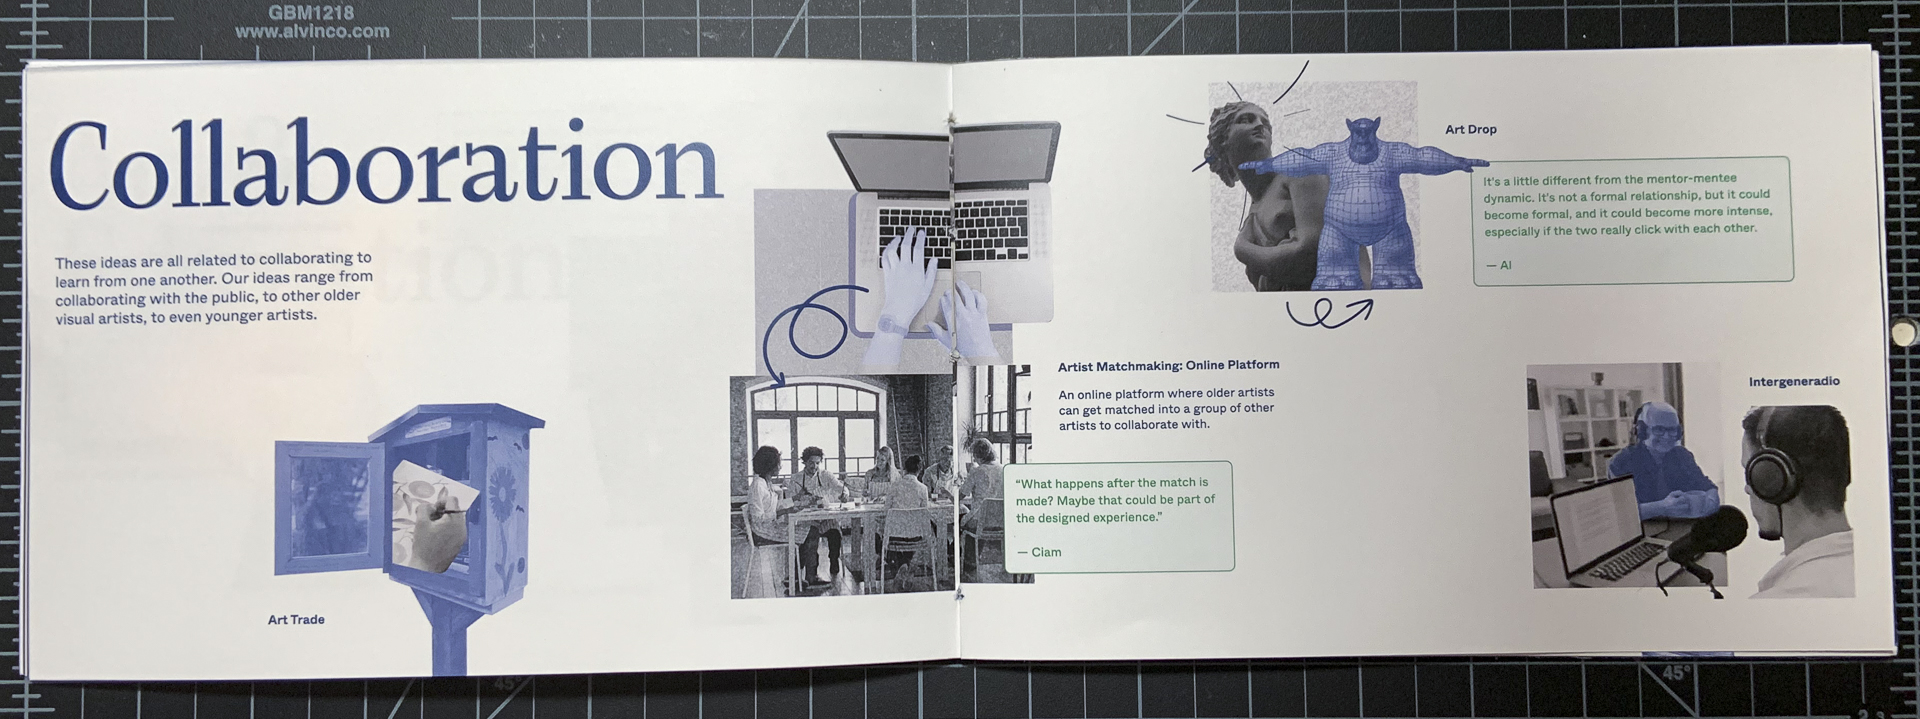 GBM1218
www.alvinco.com
Collaboration
These ideas are all related to collaborating to
learn from one another. Our ideas range from
collaborating with the public, to other older
visual artists, to even younger artists.
Art Trade
Artist Matchmaking: Online Platform
An online platform where older artists
can get matched into a group of other
artists to collaborate with.
“What happens after the match is
made? Maybe that could be part of
the designed experience.”
— Ciam
Art Drop
It's a little different from the mentor-mentee
dynamic. It's not a formal relationship, but it could
become formal, and it could become more intense,
especially if the two really click with each other.
— Al
Intergeneradio
45°
45°